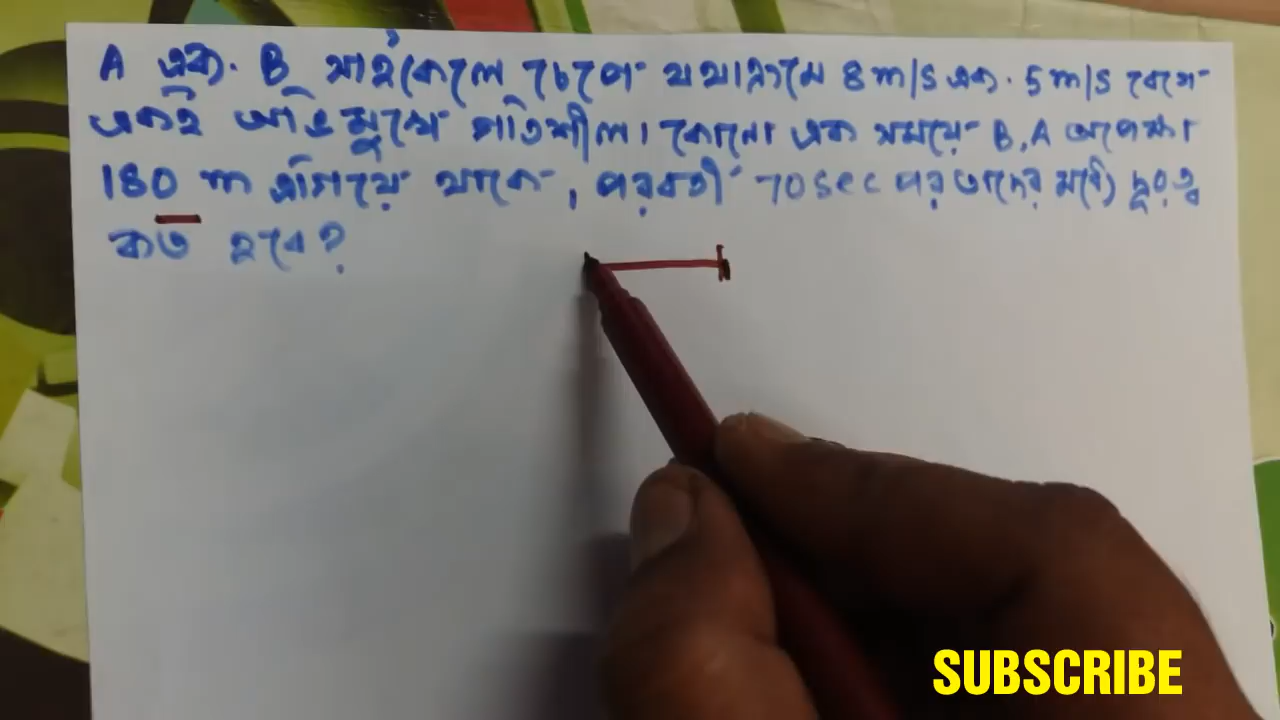 A এবং B সাইকেলে চেপে যথাক্রমে 8 m/s এবং 5 m/s বেগে
একই অভিমুখে গতিশীল। কোনো এক সময়ে B, A অপেক্ষা
180 m এগিয়ে থাকে, পরবর্তী 70 sec পর তাদের মধ্যে দূরত্ব
কত হবে?
SUBSCRIBE